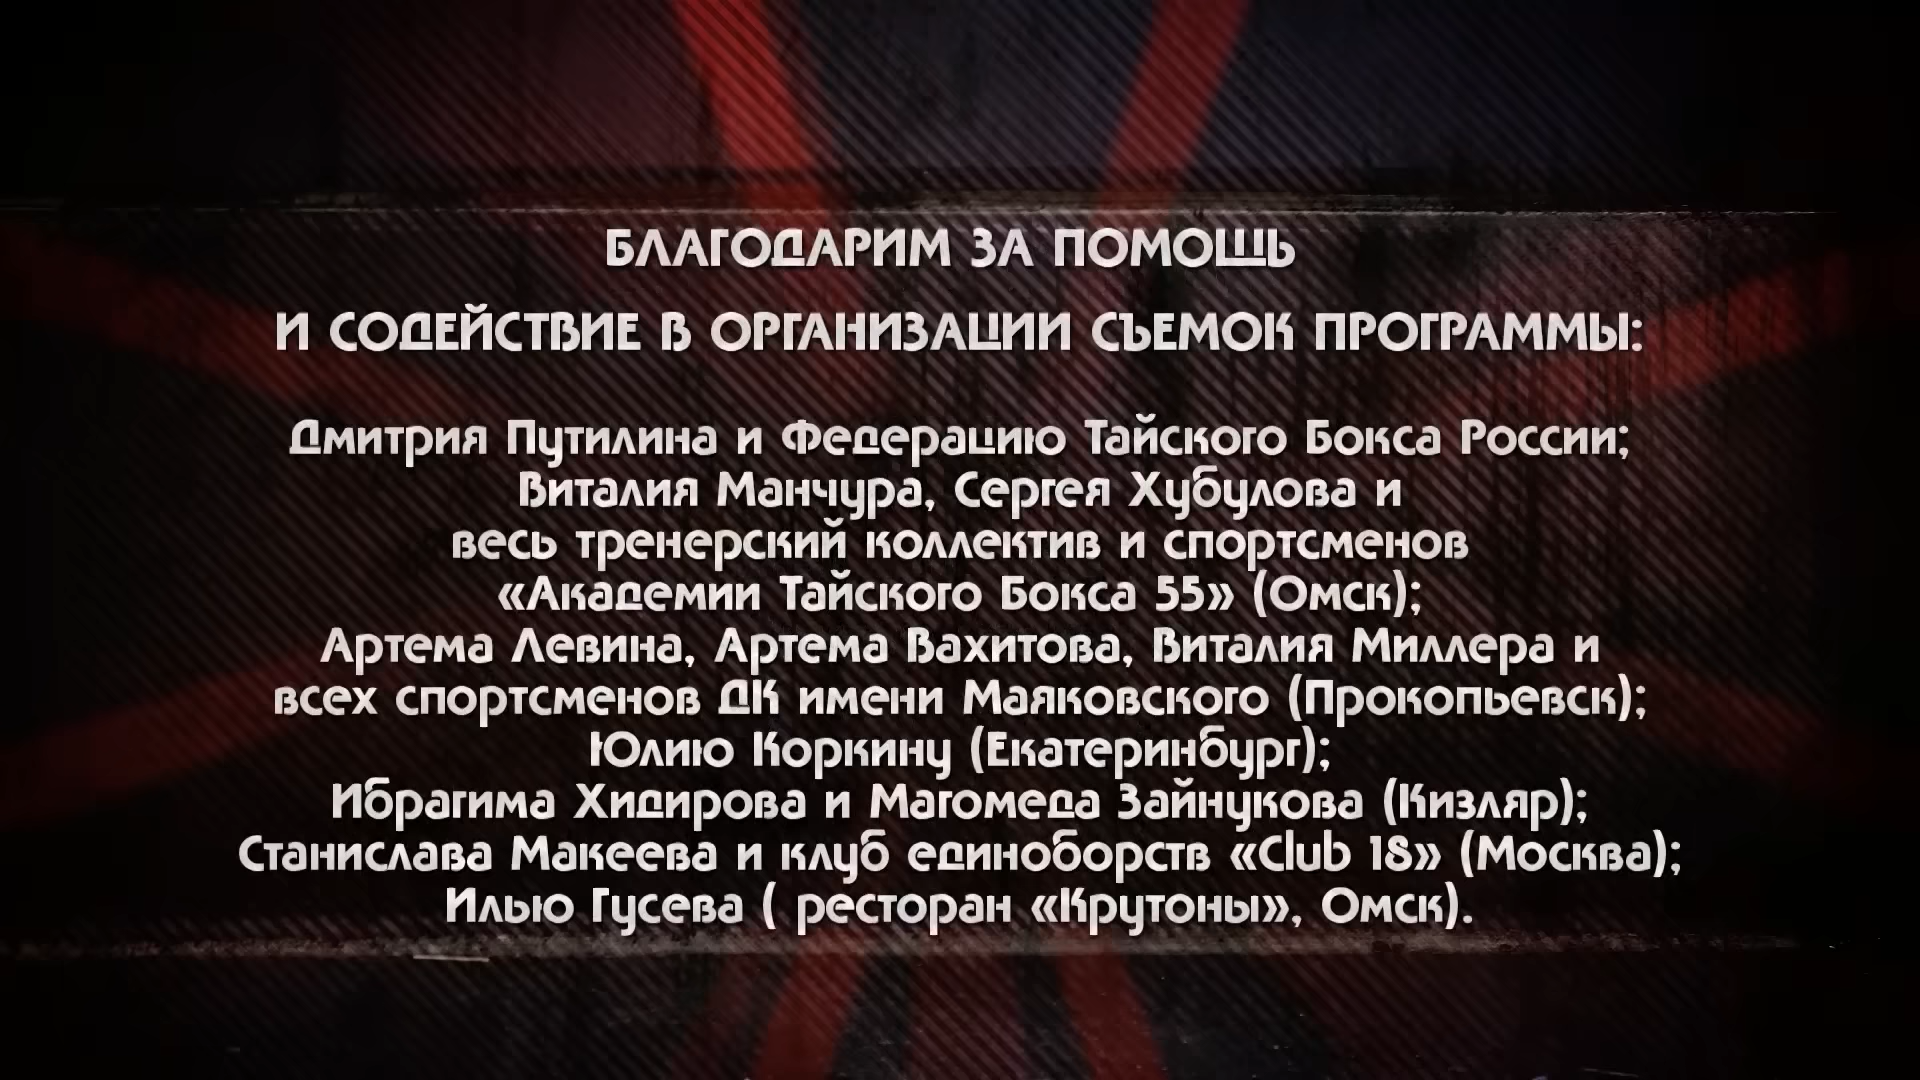 БЛАГОДАРИМ ЗА ПОМОЩЬ
И СОДЕЙСТВИЕ В ОРГАНИЗАЦИИ СЪЕМОК ПРОГРАММЫ:
Дмитрия Путилина и Федерацию Тайского Бокса России;
Виталия Манчура, Сергея Хубулова и
весь тренерский коллектив и спортсменов
«Академии Тайского Бокса 55» (Омск);
Артема Левина, Артема Вахитова, Виталия Миллера и
всех спортсменов ДК имени Маяковского (Прокопьевск);
Юлию Коркину (Екатеринбург);
Ибрагима Хидирова и Магомеда Зайнукова (Кизляр);
Станислава Макеева и клуб единоборств «Club 18» (Москва);
Илью Гусева ( ресторан «Крутоны», Омск).